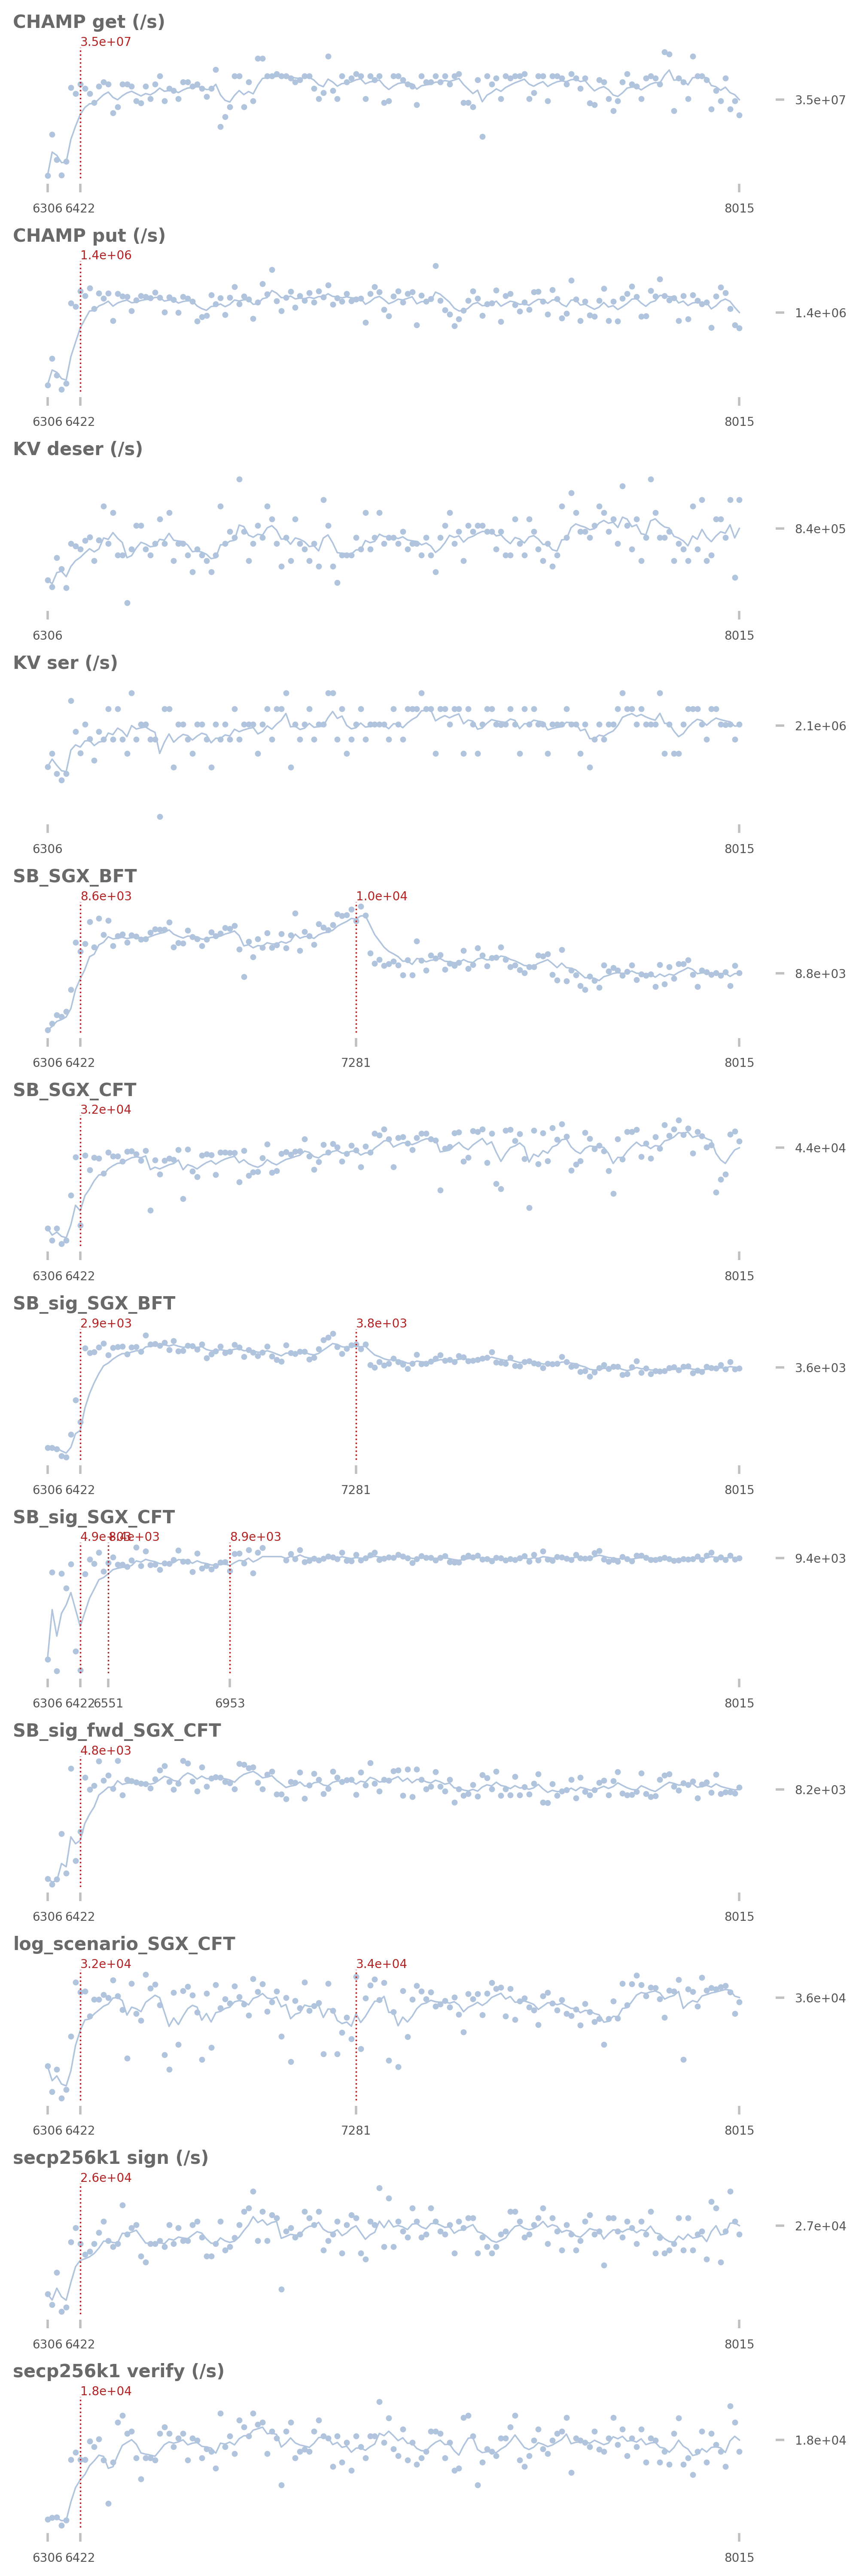 CHAMP get (/s)
3.5e+07
3.5e+07
6306 6422 8015
CHAMP put (/s)
1.4e+06
1.4e+06
6306 6422 8015
KV deser (/s)
8.4e+05
6306 8015
KV ser (/s)
2.1e+06
6306 8015
SB_SGX_BFT
8.6e+03 1.0e+04
8.8e+03
6306 6422 7281 8015
SB_SGX_CFT
3.2e+04
4.4e+04
6306 6422 8015
SB_sig_SGX_BFT
2.9e+03 3.8e+03
3.6e+03
6306 6422 7281 8015
SB_sig_SGX_CFT
4.9e+03 8.4e+03 8.9e+03
9.4e+03
6306 6422 6551 6953 8015
SB_sig_fwd_SGX_CFT
4.8e+03
8.2e+03
6306 6422 8015
log_scenario_SGX_CFT
3.2e+04 3.4e+04
3.6e+04
6306 6422 7281 8015
secp256k1 sign (/s)
2.6e+04
2.7e+04
6306 6422 8015
secp256k1 verify (/s)
1.8e+04
1.8e+04
6306 6422 8015